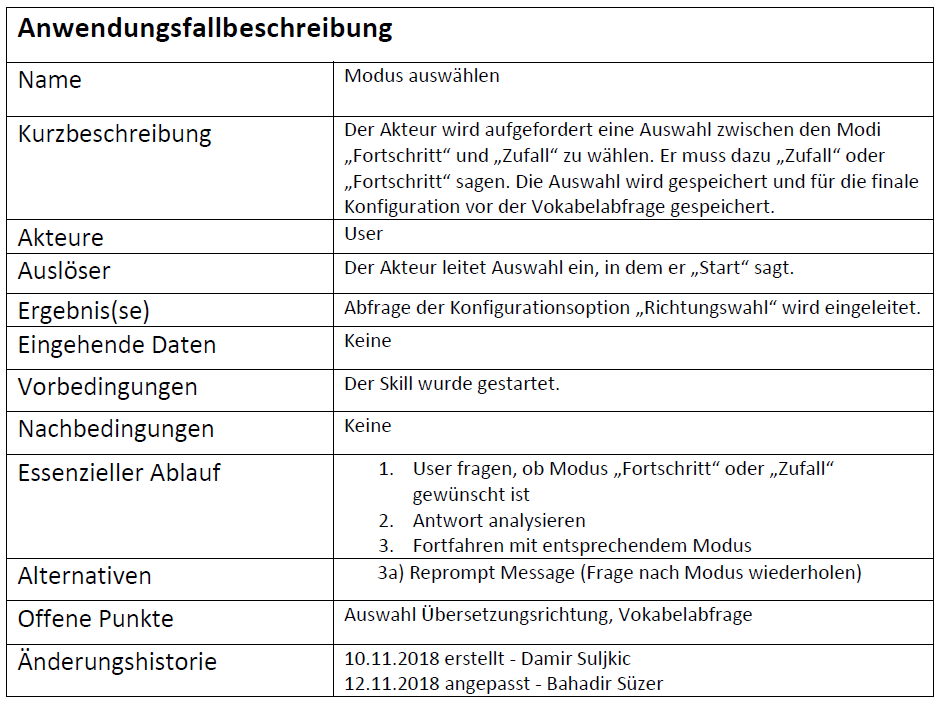 Anwendungsfallbeschreibung
Name
Modus auswählen
Kurzbeschreibung
Der Akteur wird aufgefordert eine Auswahl zwischen den Modi
„Fortschritt“ und „Zufall“ zu wählen. Er muss dazu „Zufall“ oder
„Fortschritt“ sagen. Die Auswahl wird gespeichert und für die finale
Konfiguration vor der Vokabelabfrage gespeichert.
Akteure
User
Auslöser
Der Akteur leitet Auswahl ein, in dem er „Start“ sagt.
Ergebnis(se)
Abfrage der Konfigurationsoption „Richtungswahl“ wird eingeleitet.
Eingehende Daten
Keine
Vorbedingungen
Der Skill wurde gestartet.
Nachbedingungen
Keine
Essenzieller Ablauf
1. User fragen, ob Modus „Fortschritt“ oder „Zufall“
gewünscht ist
2. Antwort analysieren
3. Fortfahren mit entsprechendem Modus
Alternativen
3a) Reprompt Message (Frage nach Modus wiederholen)
Offene Punkte
Auswahl Übersetzungsrichtung, Vokabelabfrage
Änderungshistorie
10.11.2018 erstellt - Damir Suljkic
12.11.2018 angepasst - Bahadir Süzer